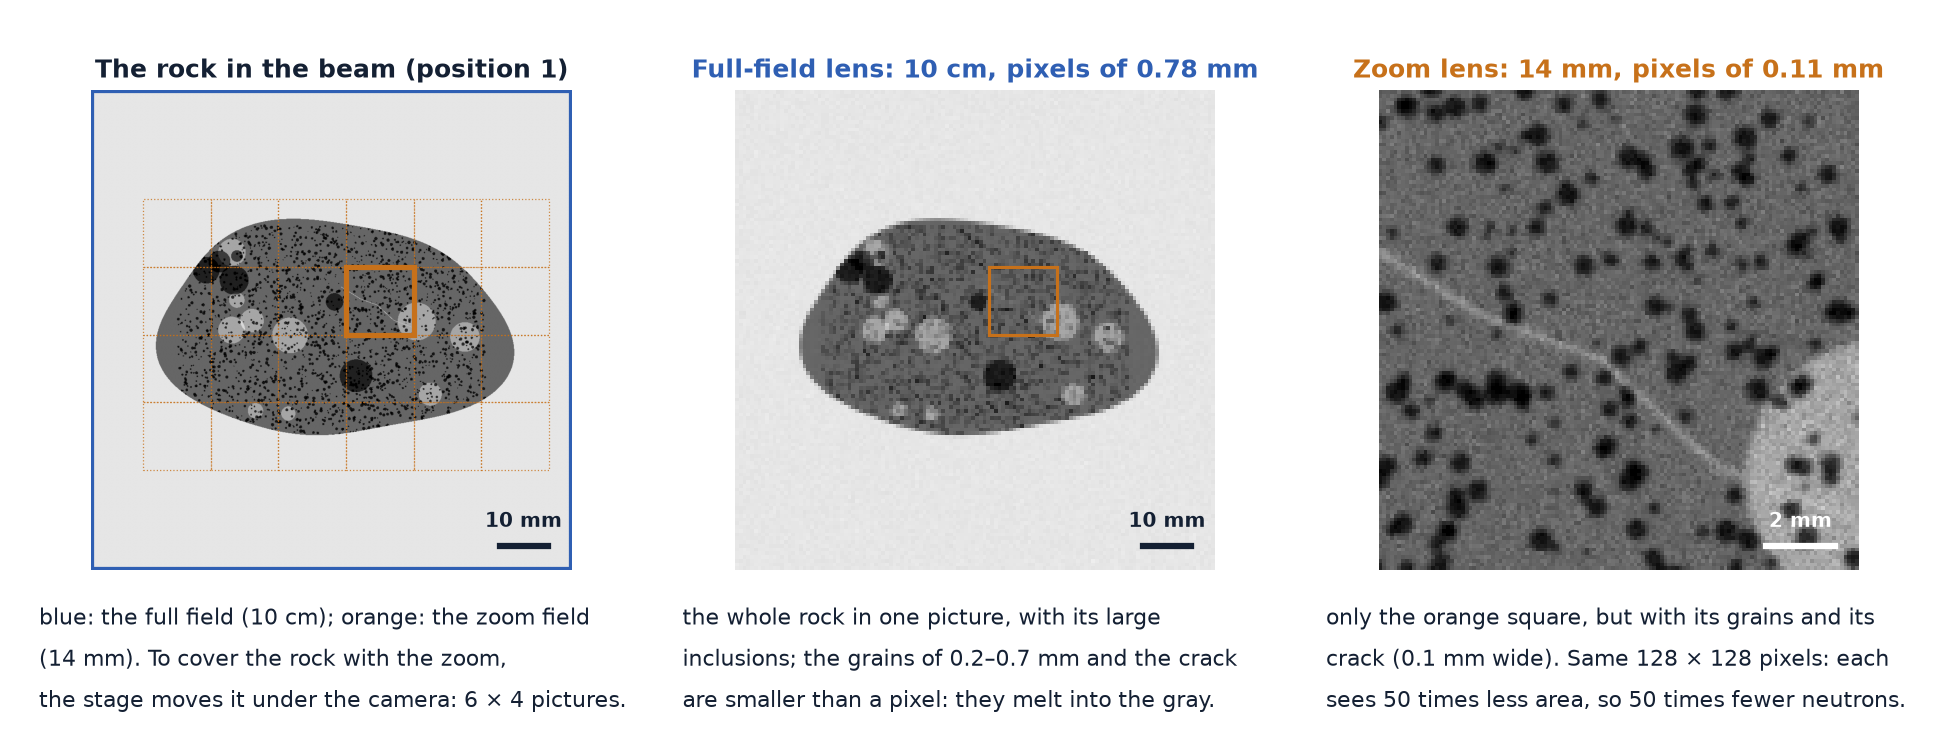 The rock in the beam (position 1)
10 mm
blue: the full field (10 cm); orange: the zoom field
(14 mm). To cover the rock with the zoom,
the stage moves it under the camera: 6 × 4 pictures.
Full-field lens: 10 cm, pixels of 0.78 mm
10 mm
the whole rock in one picture, with its large
inclusions; the grains of 0.2–0.7 mm and the crack
are smaller than a pixel: they melt into the gray.
Zoom lens: 14 mm, pixels of 0.11 mm
2 mm
only the orange square, but with its grains and its
crack (0.1 mm wide). Same 128 × 128 pixels: each
sees 50 times less area, so 50 times fewer neutrons.